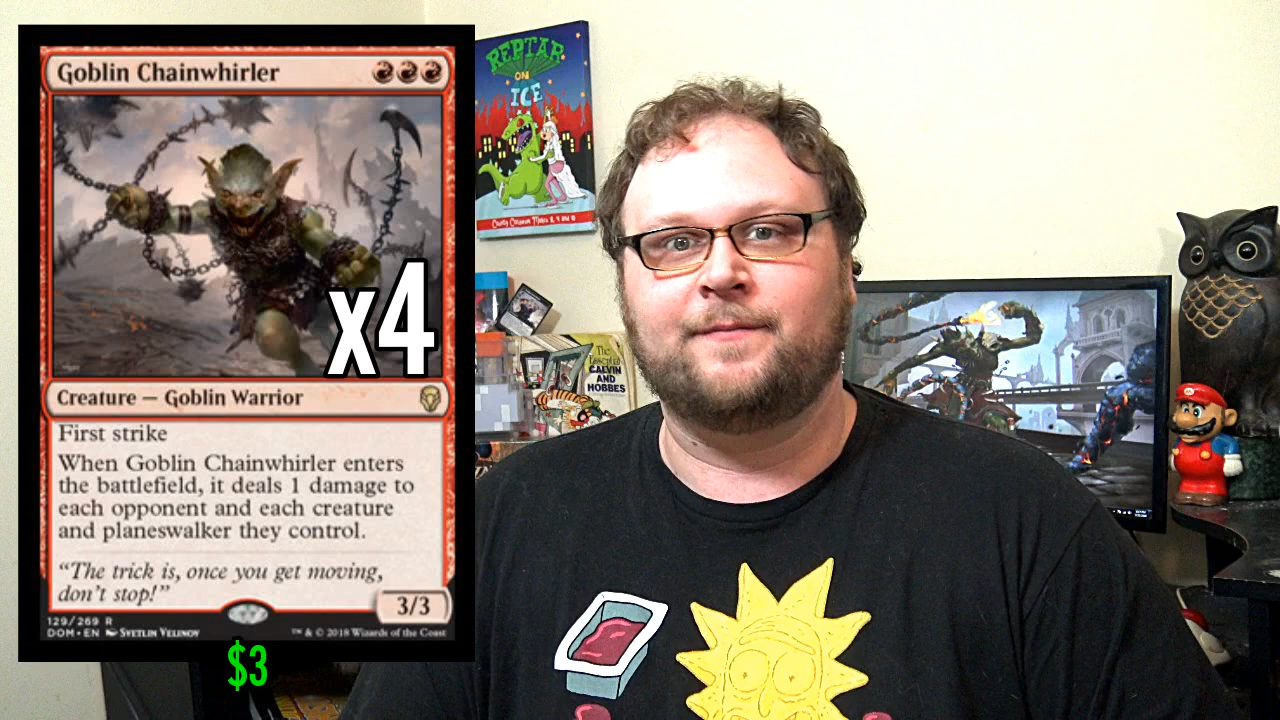 Goblin Chainwhirler
x4
Creature — Goblin Warrior
First strike
When Goblin Chainwhirler enters
the battlefield, it deals 1 damage to
each opponent and each creature
and planeswalker they control.
"The trick is, once you get moving,
don't stop!"
3/3
129/269 R
DOM • EN Svetlin Velinov
™ & © 2018 Wizards of the Coast
$3
REPTAR
ON
ICE
The
Essential
CALVIN
AND
HOBBES